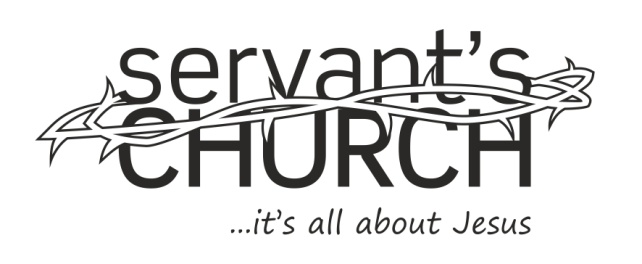 servant's
CHURCH
...it's all about Jesus